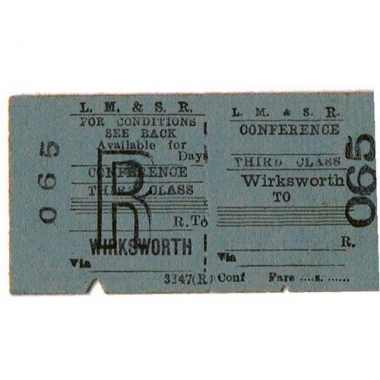 L. M. & S. R.
FOR CONDITIONS
SEE BACK
Available for
Days
CONFERENCE
THIRD CLASS
R
R. To
WIRKSWORTH
Via
3347(R)
065
L. M. & S. R.
CONFERENCE
THIRD CLASS
Wirksworth
TO
R.
Via
Conf Fare ....s. ......
065